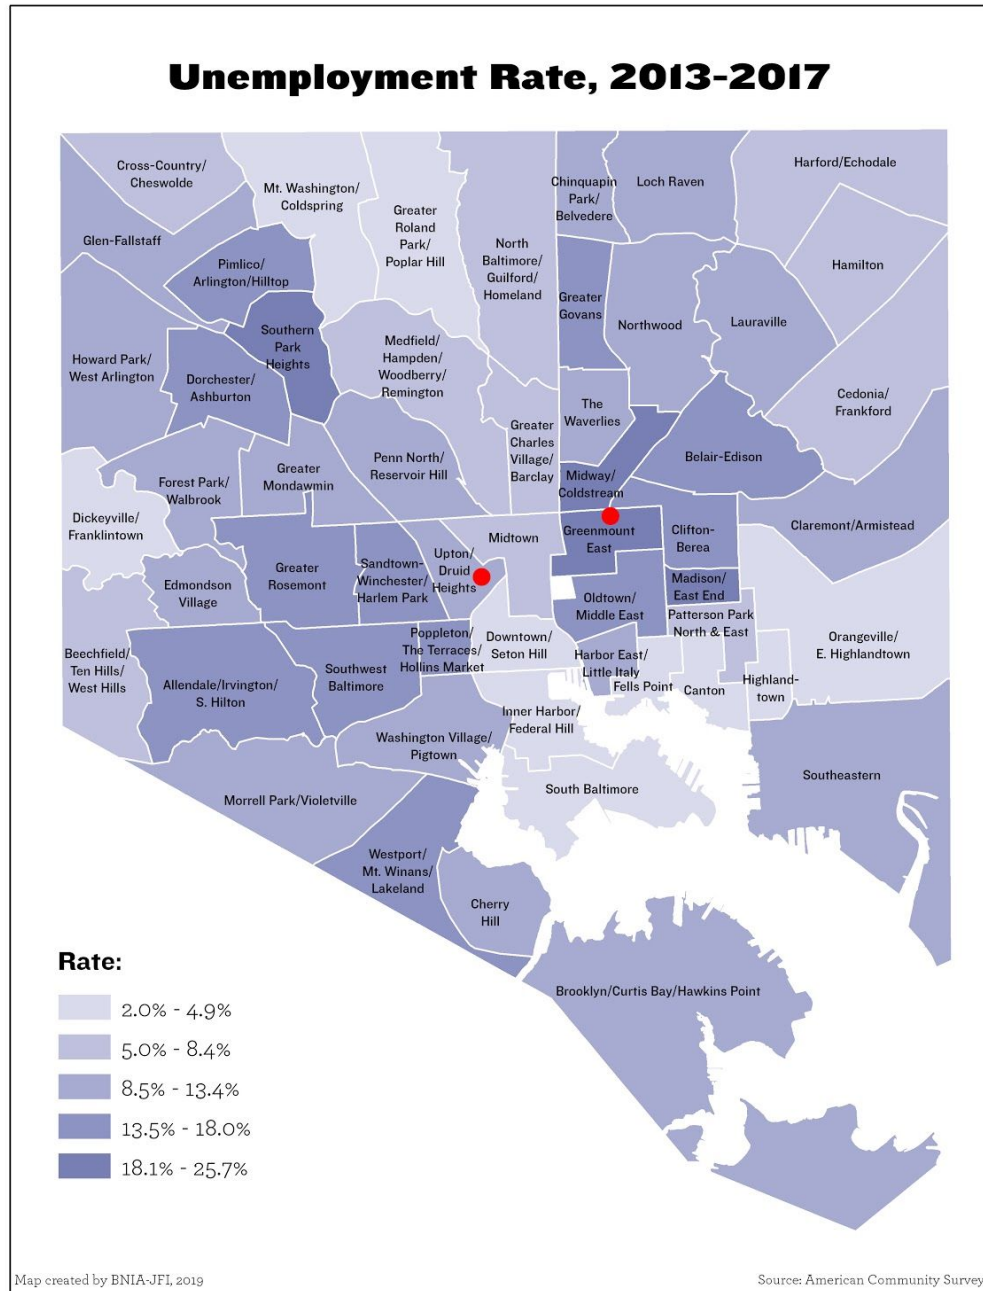 Unemployment Rate, 2013-2017
Cross-Country/
Cheswolde
Mt. Washington/
Coldspring
Greater
Roland
Park/
Poplar Hill
North
Baltimore/
Guilford/
Homeland
Chinquapin
Park/
Belvedere
Loch Raven
Harford/Echodale
Glen-Fallstaff
Pimlico/
Arlington/Hilltop
Hamilton
Greater
Govans
Northwood
Lauraville
Southern
Park
Heights
Howard Park/
West Arlington
Dorchester/
Ashburton
Medfield/
Hampden/
Woodberry/
Remington
Cedonia/
Frankford
The
Waverlies
Greater
Charles
Village/
Barclay
Belair-Edison
Penn North/
Reservoir Hill
Greater
Mondawmin
Forest Park/
Walbrook
Midway/
Coldstream
Dickeyville/
Franklintown
Claremont/Armistead
Midtown
Greenmount
East
Clifton-
Berea
Greater
Rosemont
Sandtown-
Winchester/
Harlem Park
Upton/
Druid
Heights
Edmondson
Village
Madison/
East End
Oldtown/
Middle East
Patterson Park
North & East
Orangeville/
E. Highlandtown
Beechfield/
Ten Hills/
West Hills
Allendale/Irvington/
S. Hilton
Southwest
Baltimore
Poppleton/
The Terraces/
Hollins Market
Downtown/
Seton Hill
Harbor East/
Little Italy
Fells Point
Canton
Highland-
town
Inner Harbor/
Federal Hill
Washington Village/
Pigtown
South Baltimore
Southeastern
Morrell Park/Violetville
Westport/
Mt. Winans/
Lakeland
Cherry
Hill
Brooklyn/Curtis Bay/Hawkins Point
Rate:
2.0% - 4.9%
5.0% - 8.4%
8.5% - 13.4%
13.5% - 18.0%
18.1% - 25.7%
Map created by BNIA-JFI, 2019
Source: American Community Survey